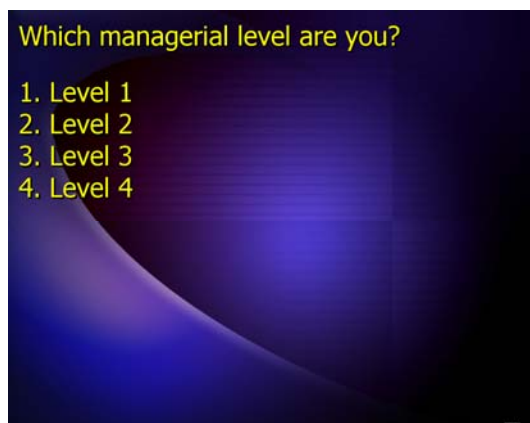 Which managerial level are you?
1. Level 1
2. Level 2
3. Level 3
4. Level 4